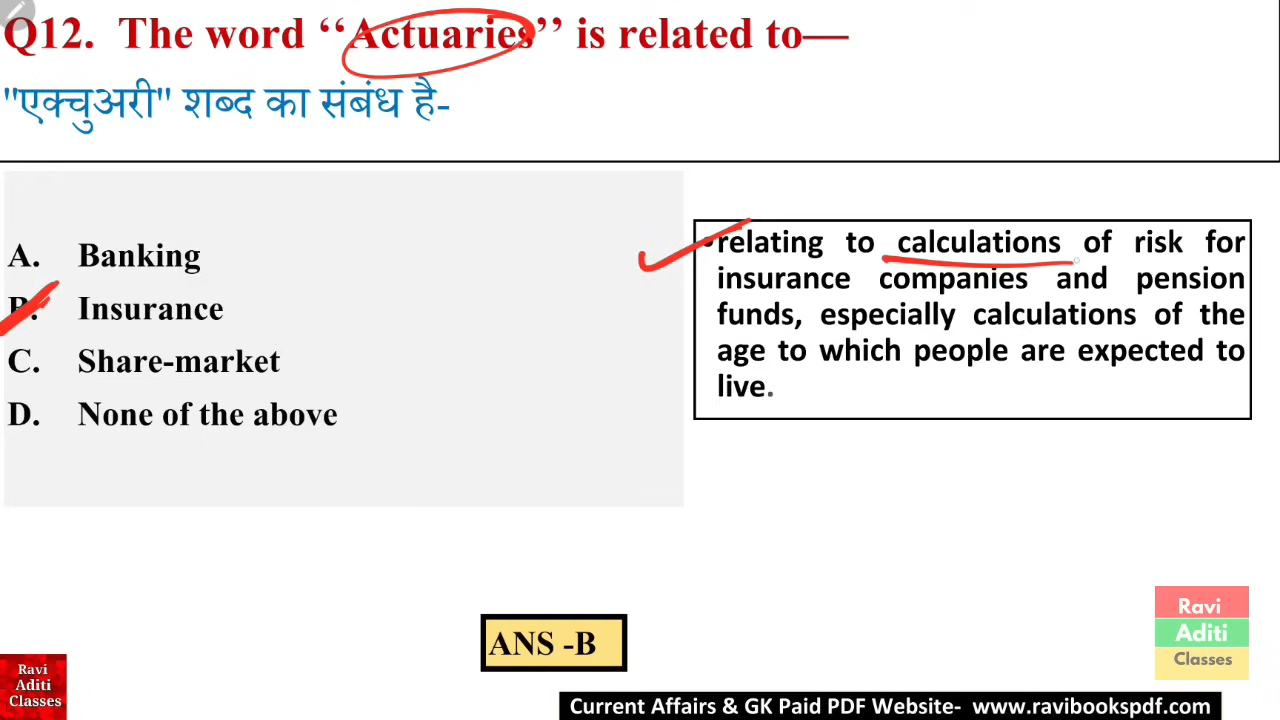 Q12. The word ‘‘Actuaries’’ is related to—
"एक्चुअरी" शब्द का संबंध है-
A. Banking
B. Insurance
C. Share-market
D. None of the above
•relating to calculations of risk for
insurance companies and pension
funds, especially calculations of the
age to which people are expected to
live.
ANS -B
Ravi
Aditi
Classes
Ravi
Aditi
Classes
Current Affairs & GK Paid PDF Website- www.ravibookspdf.com